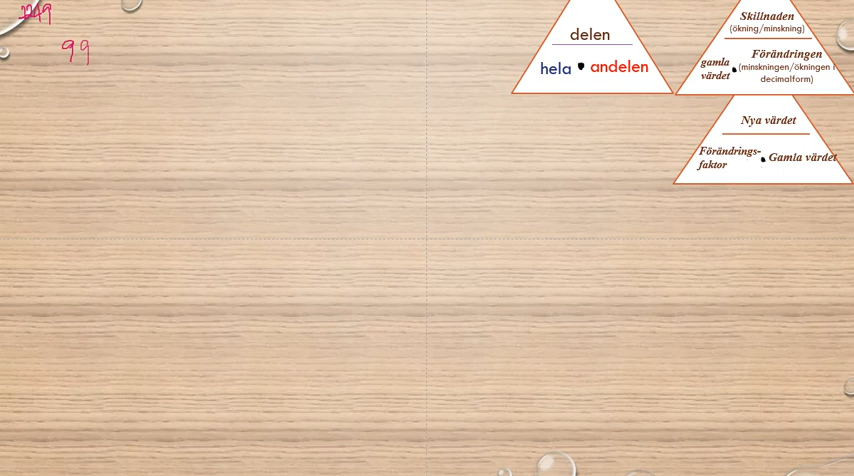 99
delen
hela • andelen
Skillnaden
(ökning/minskning)
gamla värdet • Förändringen
(minskningen/ökningen i
decimalform)
Nya värdet
Förändrings-
faktor • Gamla värdet